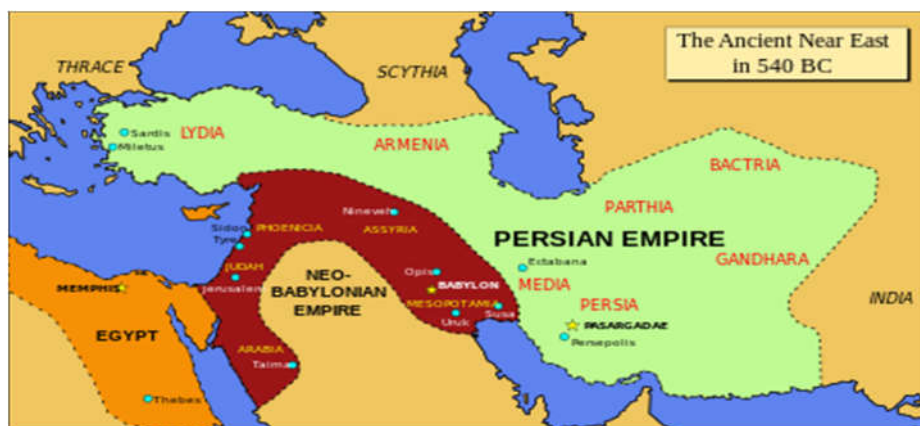 The Ancient Near East
in 540 BC
THRACE
SCYTHIA
Sardis
LYDIA
Miletus
ARMENIA
BACTRIA
PARTHIA
Nineveh
Sidon
PHOENICIA
ASSYRIA
Tyre
PERSIAN EMPIRE
GANDHARA
JUDAH
Opis
Ectabana
MEMPHIS
Jerusalem
NEO-
BABYLONIAN
EMPIRE
BABYLON
MEDIA
INDIA
MESOPOTAMIA
PERSIA
Susa
Uruk
PASARGADAE
EGYPT
Persepolis
ARABIA
Taima
Thebes